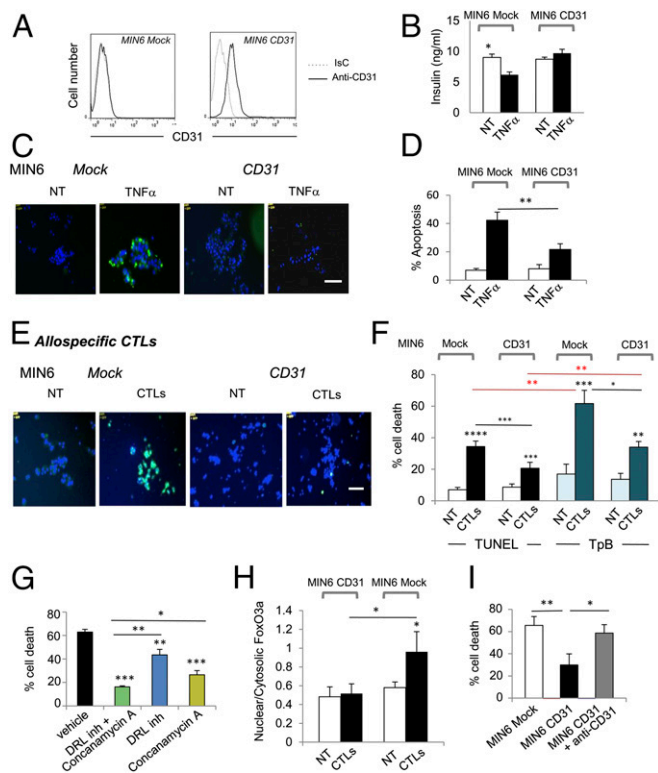 A
MIN6 Mock
MIN6 CD31
Cell number
IsC
Anti-CD31
CD31
B
MIN6 Mock MIN6 CD31
Insulin (ng/ml)
15
10
5
0
*
NT
TNFα
NT
TNFα
C
MIN6 Mock CD31
NT TNFα NT TNFα
D
MIN6 Mock MIN6 CD31
% Apoptosis
80
60
40
20
0
**
NT
TNFα
NT
TNFα
E Allospecific CTLs
MIN6 Mock CD31
NT CTLs NT CTLs
F
MIN6 Mock CD31 Mock CD31
% cell death
80
60
40
20
0
**
**
****
***
***
***
*
**
NT
CTLs
NT
CTLs
NT
CTLs
NT
CTLs
TUNEL TpB
G
% cell death
80
60
40
20
0
*
**
***
**
***
vehicle
DRL inh +
Concanamycin A
DRL inh
Concanamycin A
H
MIN6 CD31 MIN6 Mock
Nuclear/Cytosolic FoxO3a
1.4
1.2
1
0.8
0.6
0.4
0.2
0
*
*
NT
CTLs
NT
CTLs
I
% cell death
80
60
40
20
0
**
*
MIN6 Mock
MIN6 CD31
MIN6 CD31
+ anti-CD31